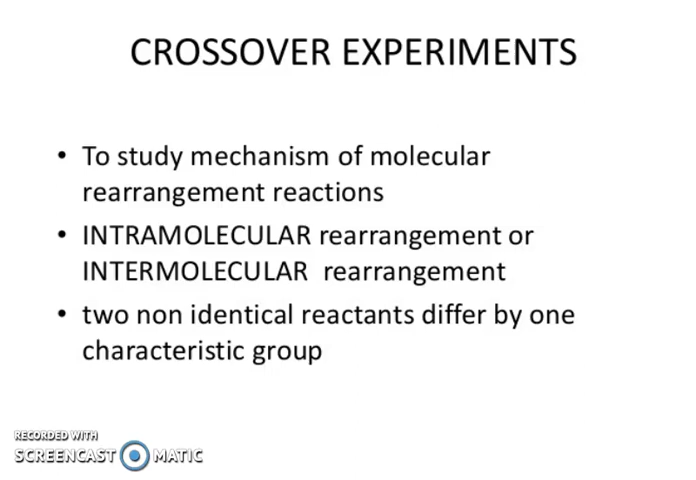 CROSSOVER EXPERIMENTS
• To study mechanism of molecular
rearrangement reactions
• INTRAMOLECULAR rearrangement or
INTERMOLECULAR rearrangement
• two non identical reactants differ by one
characteristic group
RECORDED WITH
SCREENCAST MATIC